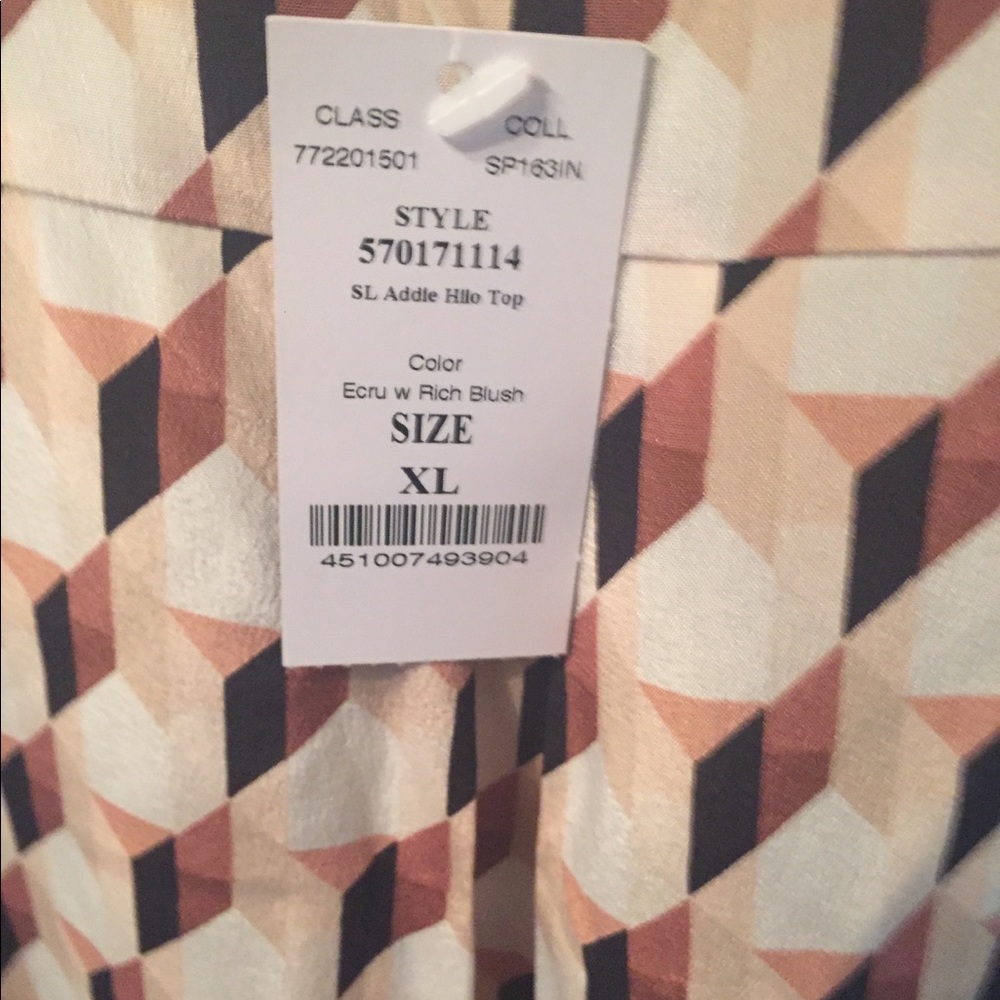 CLASS COLL
772201501 SP163IN
STYLE
570171114
SL Addie Hilo Top
Color
Ecru w Rich Blush
SIZE
XL
451007493904